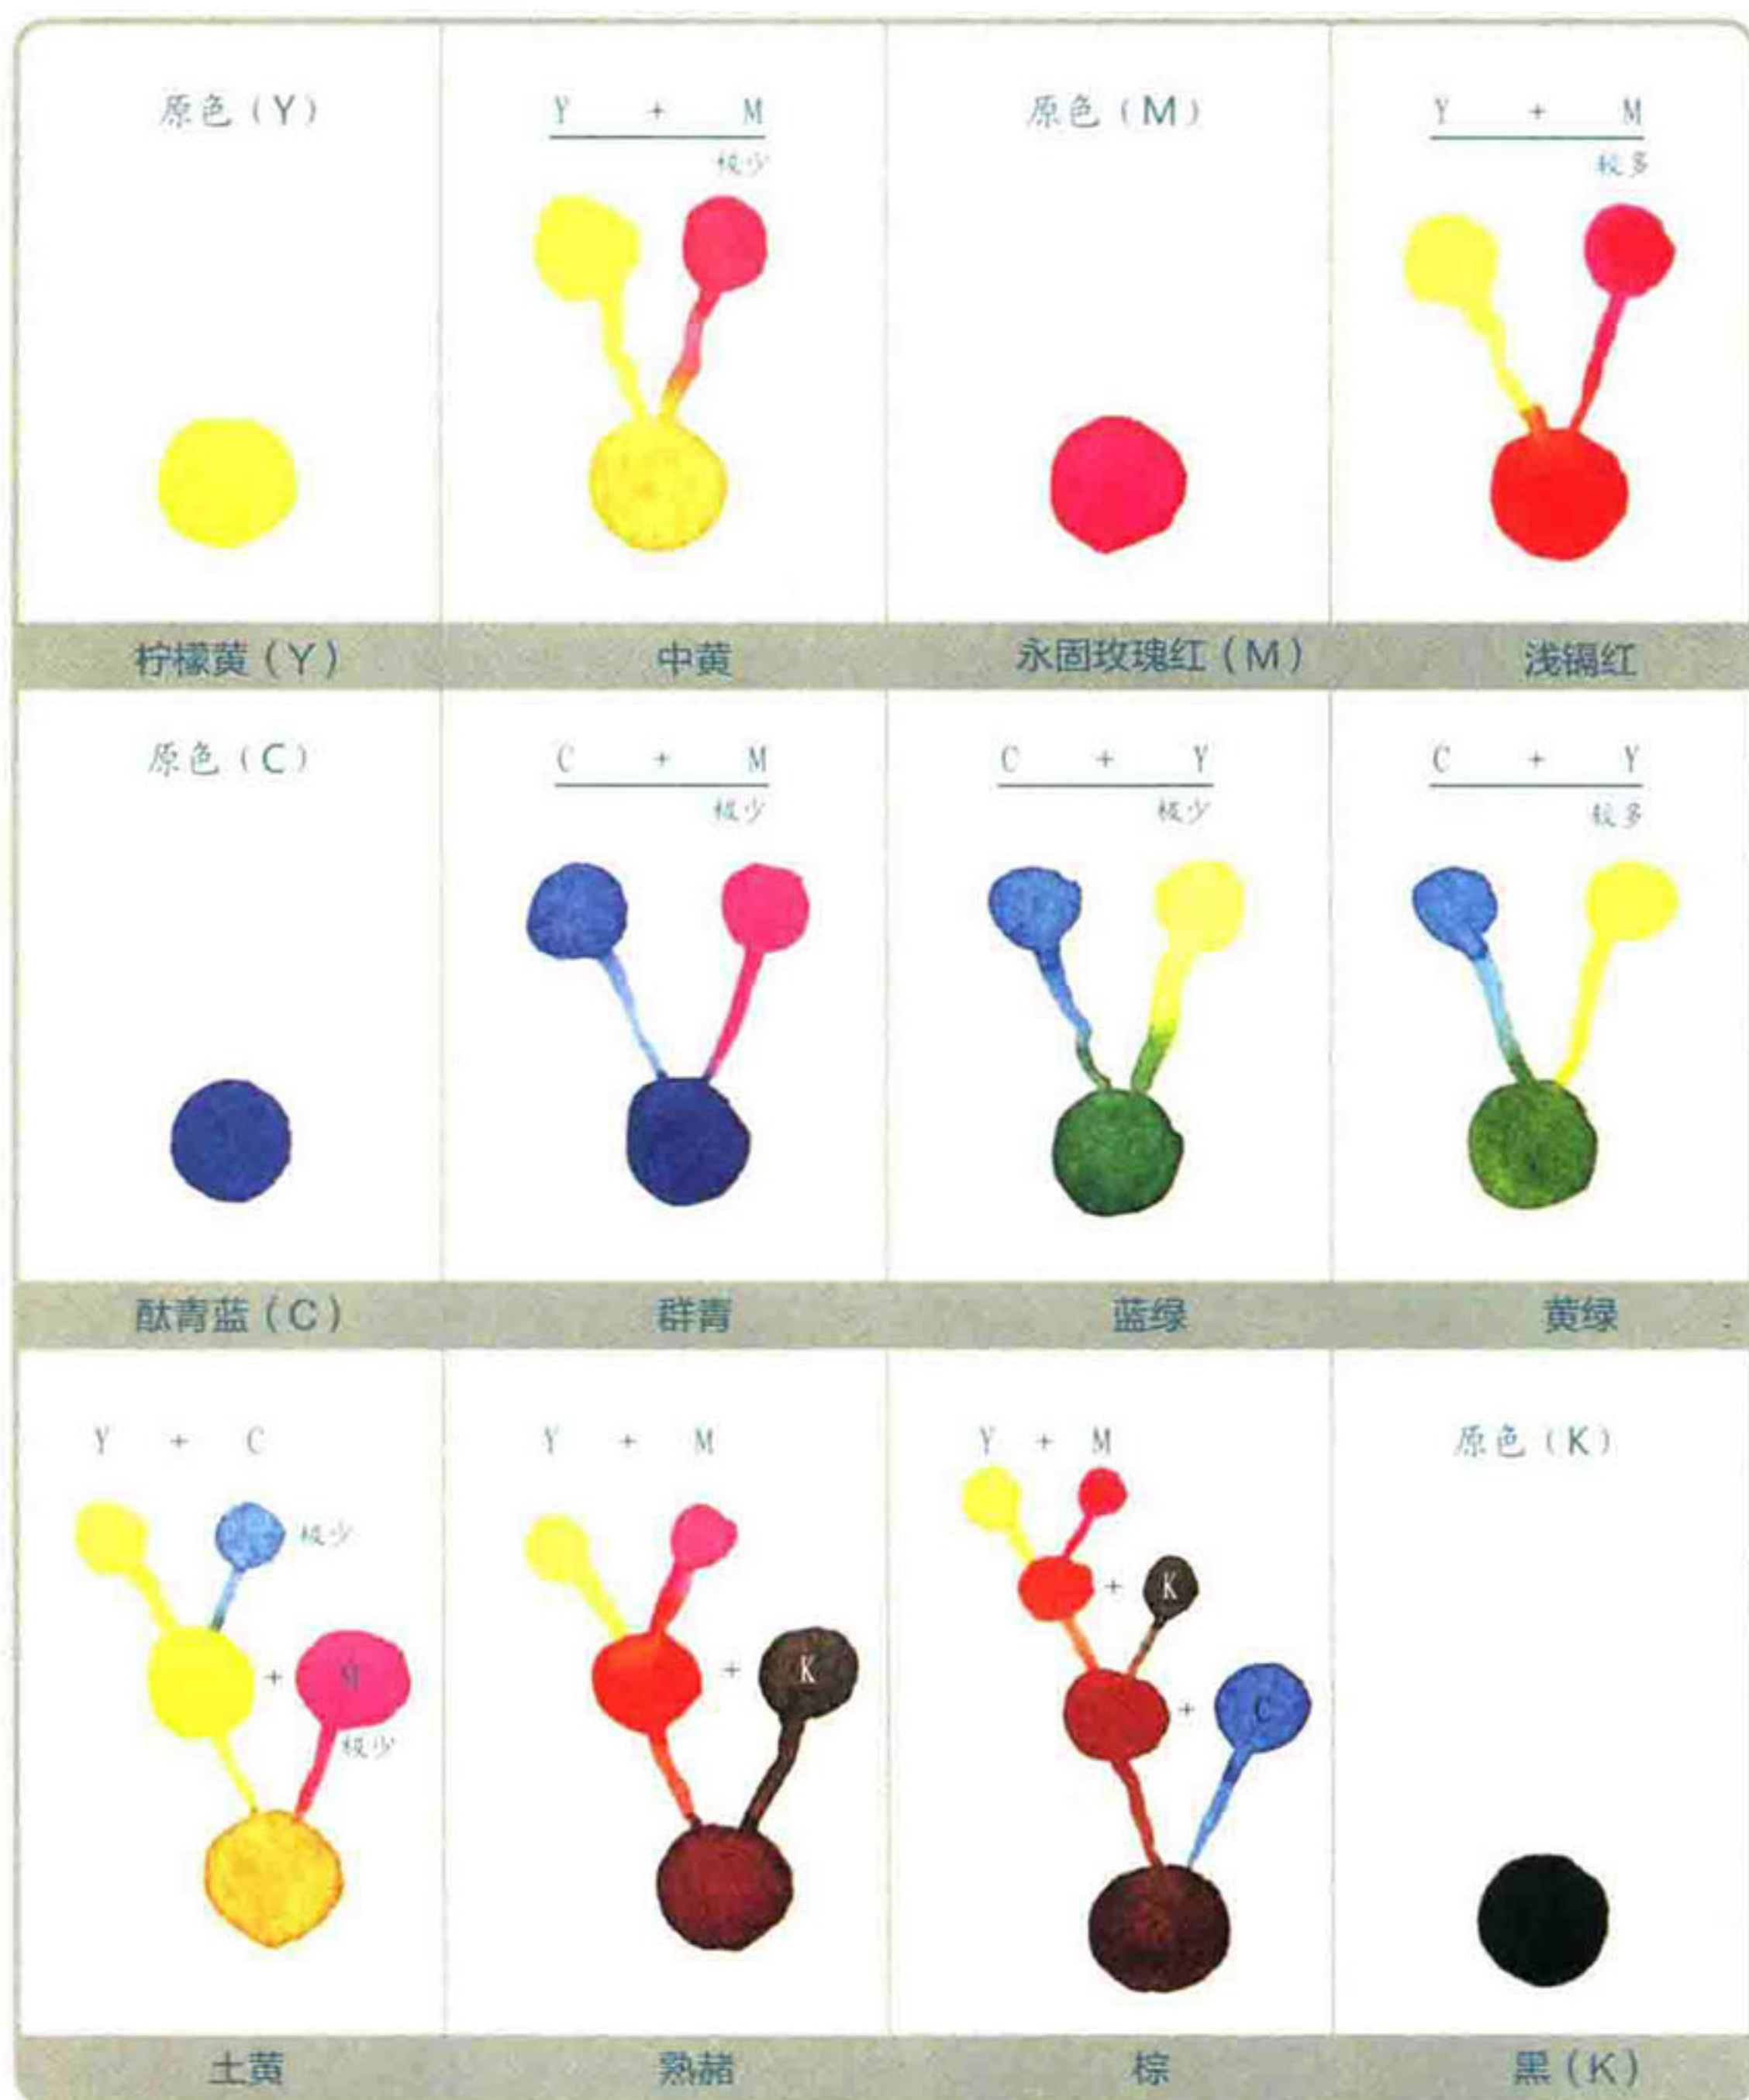 原色（Y）
Y + M
极少
原色（M）
Y + M
较多
柠檬黄（Y）
中黄
永固玫瑰红（M）
浅镉红
原色（C）
C + M
极少
C + Y
极少
C + Y
较多
酞青蓝（C）
群青
蓝绿
黄绿
Y + C
极少
+ M
极少
Y + M
+ K
Y + M
+ K
+ C
原色（K）
土黄
熟赭
棕
黑（K）